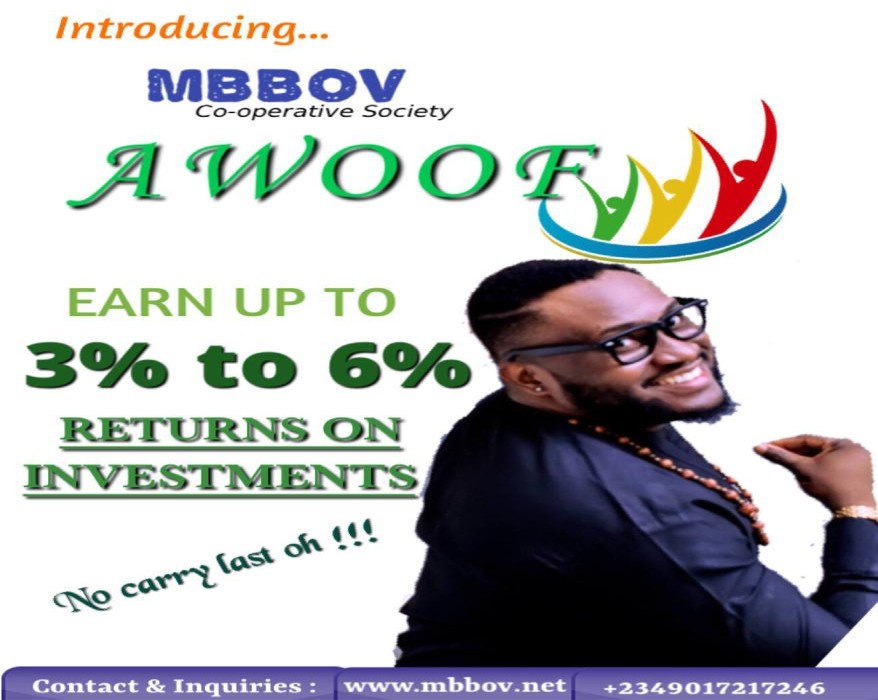 Introducing...
MBBOV
Co-operative Society
AWOOF
EARN UP TO
3% to 6%
RETURNS ON
INVESTMENTS
No carry last oh !!!
Contact & Inquiries : www.mbbov.net +2349017217246